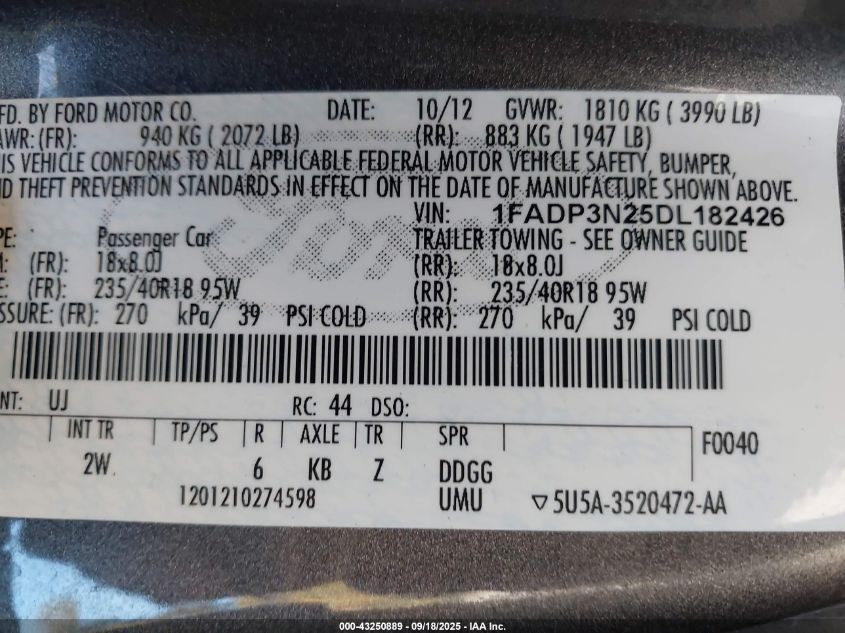 FD. BY FORD MOTOR CO. DATE: 10/12 GVWR: 1810 KG ( 3990 LB)
AWR: (FR): 940 KG ( 2072 LB) (RR): 883 KG ( 1947 LB)
IS VEHICLE CONFORMS TO ALL APPLICABLE FEDERAL MOTOR VEHICLE SAFETY, BUMPER,
ND THEFT PREVENTION STANDARDS IN EFFECT ON THE DATE OF MANUFACTURE SHOWN ABOVE.
VIN: 1FADP3N25DL182426
PE: Passenger Car TRAILER TOWING - SEE OWNER GUIDE
M: (FR): 18x8.0J (RR): 18x8.0J
E: (FR): 235/40R18 95W (RR): 235/40R18 95W
SSURE: (FR): 270 kPa/ 39 PSI COLD (RR): 270 kPa/ 39 PSI COLD
NT: UJ RC: 44 DSO:
INT TR TP/PS R AXLE TR SPR F0040
2W 6 KB Z DDGG
1201210274598 UMU ▽5U5A-3520472-AA
000-43250889 - 09/18/2025 - IAA Inc.